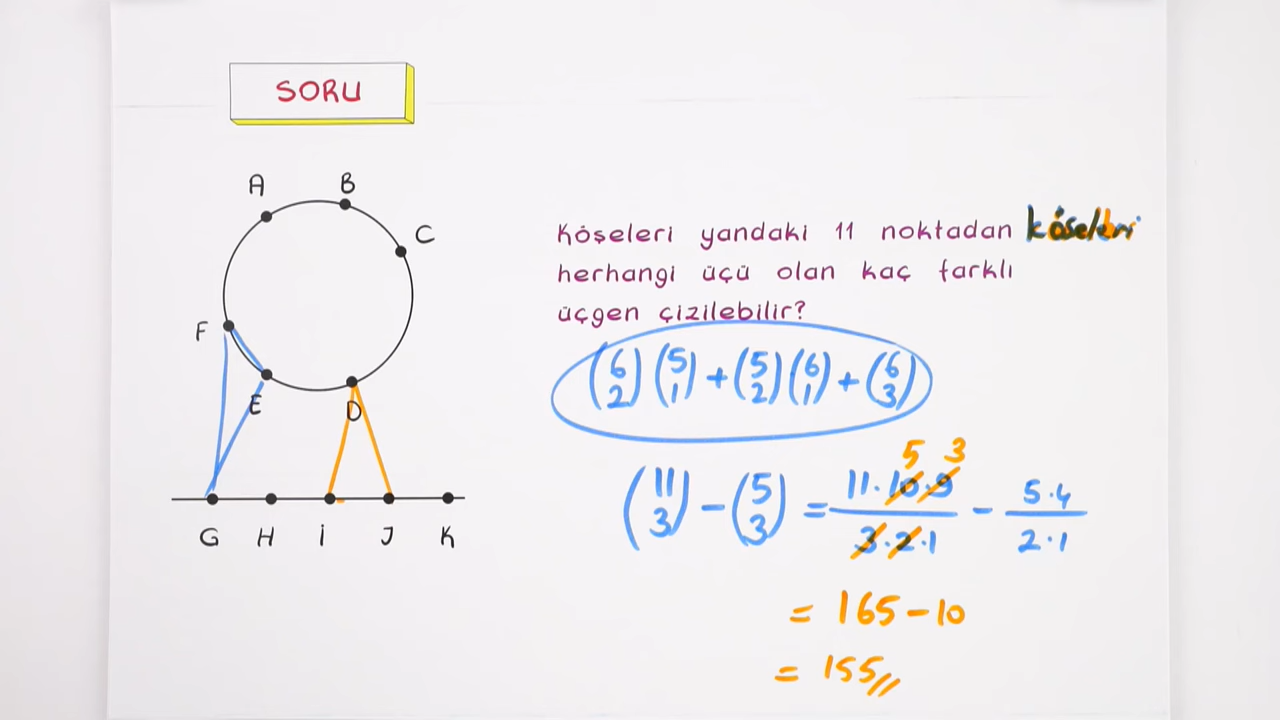 SORU
A
B
C
F
E
D
G H İ J K
Köşeleri yandaki 11 noktadan köşeleri
herhangi üçü olan kaç farklı
üçgen çizilebilir?
(6 2)(5 1)+(5 2)(6 1)+(6 3)
5 3
(11 3)-(5 3)=11.10.9/3.2.1 - 5.4/2.1
= 165-10
= 155//